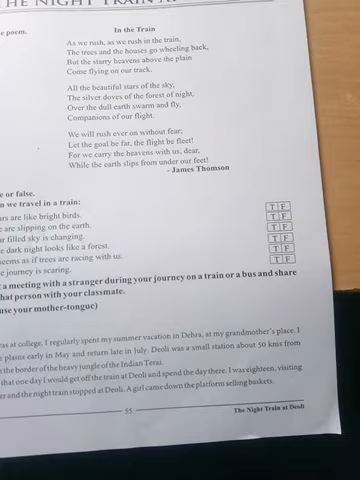 THE NIGHT TRAIN A
e poem.
In the Train
As we rush, as we rush in the train,
The trees and the houses go wheeling back,
But the starry heavens above the plain
Come flying on our track.
All the beautiful stars of the sky,
The silver doves of the forest of night,
Over the dull earth swarm and fly,
Companions of our flight.
We will rush ever on without fear;
Let the goal be far, the flight be fleet!
For we carry the heavens with us, dear,
While the earth slips from under our feet!
- James Thomson
e or false.
n we travel in a train:
ars are like bright birds. T F
e are slipping on the earth. T F
ar filled sky is changing. T F
e dark night looks like a forest. T F
eems as if trees are racing with us. T F
e journey is scaring. T F
t a meeting with a stranger during your journey on a train or a bus and share
hat person with your classmate.
use your mother-tongue)
as at college, I regularly spent my summer vacation in Dehra, at my grandmother's place. I
e plains early in May and return late in July. Deoli was a small station about 50 kms from
s the border of the heavy jungle of the Indian Terai.
that one day I would get off the train at Deoli and spend the day there. I was eighteen, visiting
er and the night train stopped at Deoli. A girl came down the platform selling baskets.
55
The Night Train at Deoli